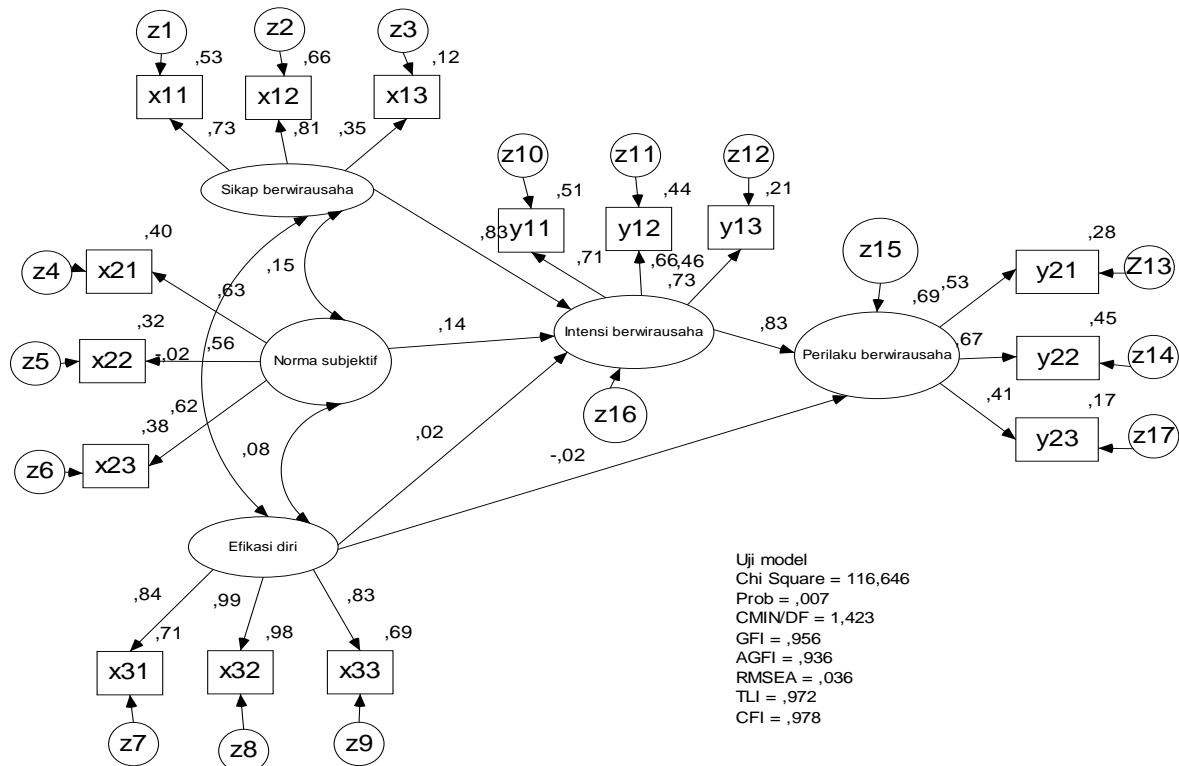 z1
z2
z3
,53
,66
,12
x11
x12
x13
,73
,81
,35
Sikap berwirausaha
z10
z11
z12
,51
,44
,21
y11
y12
y13
,83
,71
,66
,46
,73
,40
z4
x21
,15
,63
z15
,28
y21
Z13
,53
,69
,32
z5
x22
-,02
,56
Norma subjektif
,14
Intensi berwirausaha
,83
Perilaku berwirausaha
,67
,45
y22
z14
,62
,38
z6
x23
z16
,41
,17
y23
z17
,08
,02
-,02
Efikasi diri
,84
,99
,83
,71
,98
,69
x31
x32
x33
z7
z8
z9
Uji model
Chi Square = 116,646
Prob = ,007
CMIN/DF = 1,423
GFI = ,956
AGFI = ,936
RMSEA = ,036
TLI = ,972
CFI = ,978